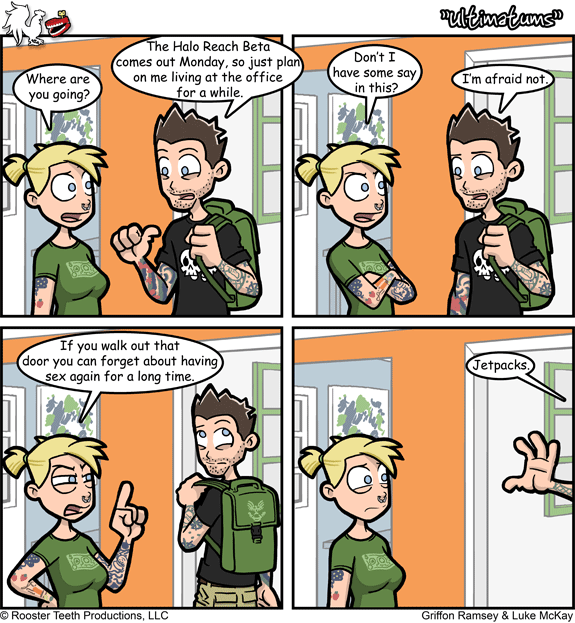 "ultimatums"
Where are
you going?
The Halo Reach Beta
comes out Monday, so just plan
on me living at the office
for a while.
Don't I
have some say
in this?
I'm afraid not.
If you walk out that
door you can forget about having
sex again for a long time.
Jetpacks.
© Rooster Teeth Productions, LLC
Griffon Ramsey & Luke McKay